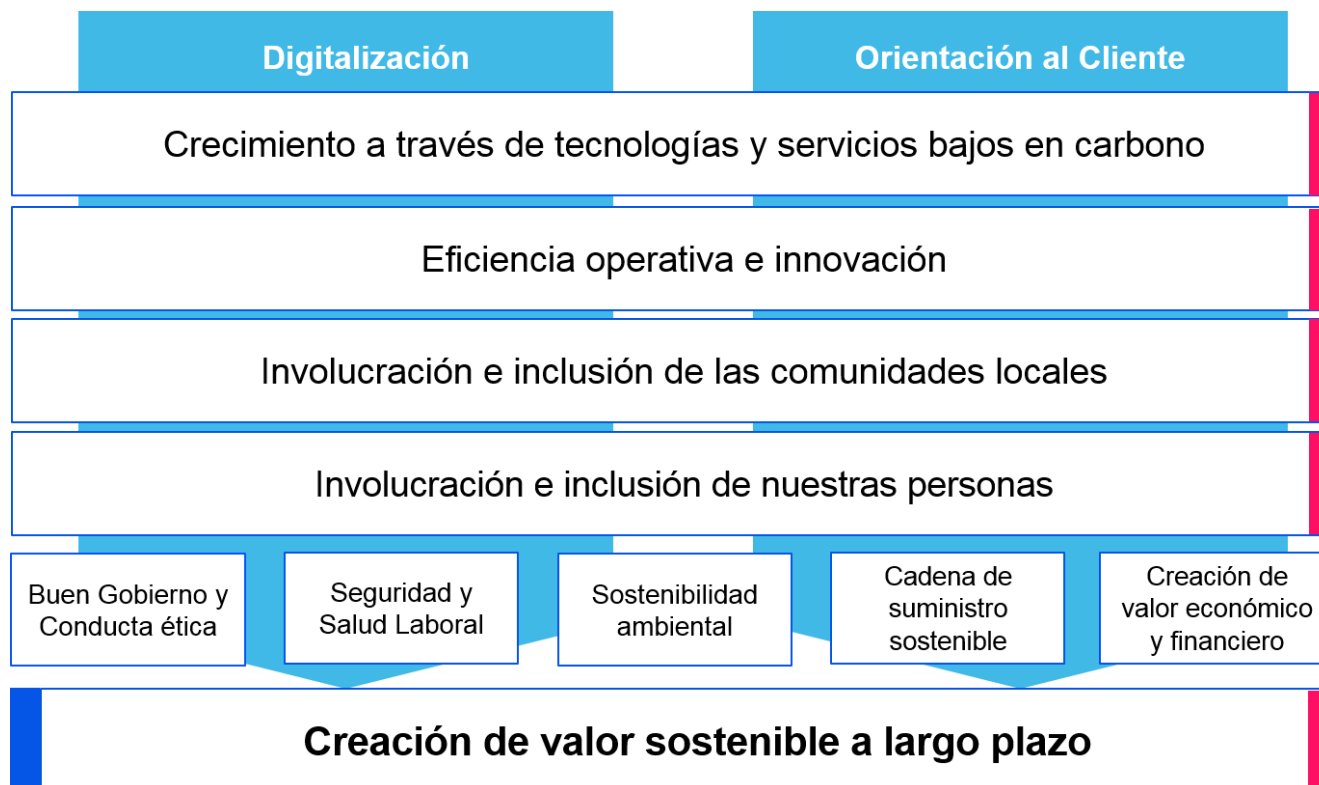 Digitalización
Orientación al Cliente
Crecimiento a través de tecnologías y servicios bajos en carbono
Eficiencia operativa e innovación
Involucración e inclusión de las comunidades locales
Involucración e inclusión de nuestras personas
Buen Gobierno y
Conducta ética
Seguridad y
Salud Laboral
Sostenibilidad
ambiental
Cadena de
suministro
sostenible
Creación de
valor económico
y financiero
Creación de valor sostenible a largo plazo